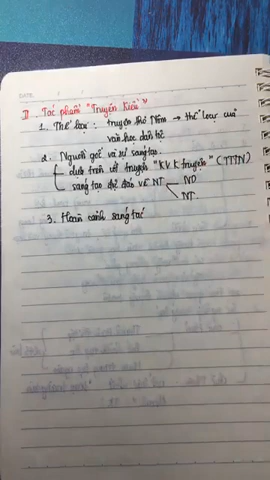 II. Tác phẩm "Truyện Kiều"
1. Thể loại: truyện thơ Nôm → thể loại của
văn học dân tộc
2. Nguồn gốc và sự sáng tạo.
dựa trên cốt truyện "KVK truyện" (TTTN)
sáng tạo độc đáo về NT ND
NT.
3. Hoàn cảnh sáng tác